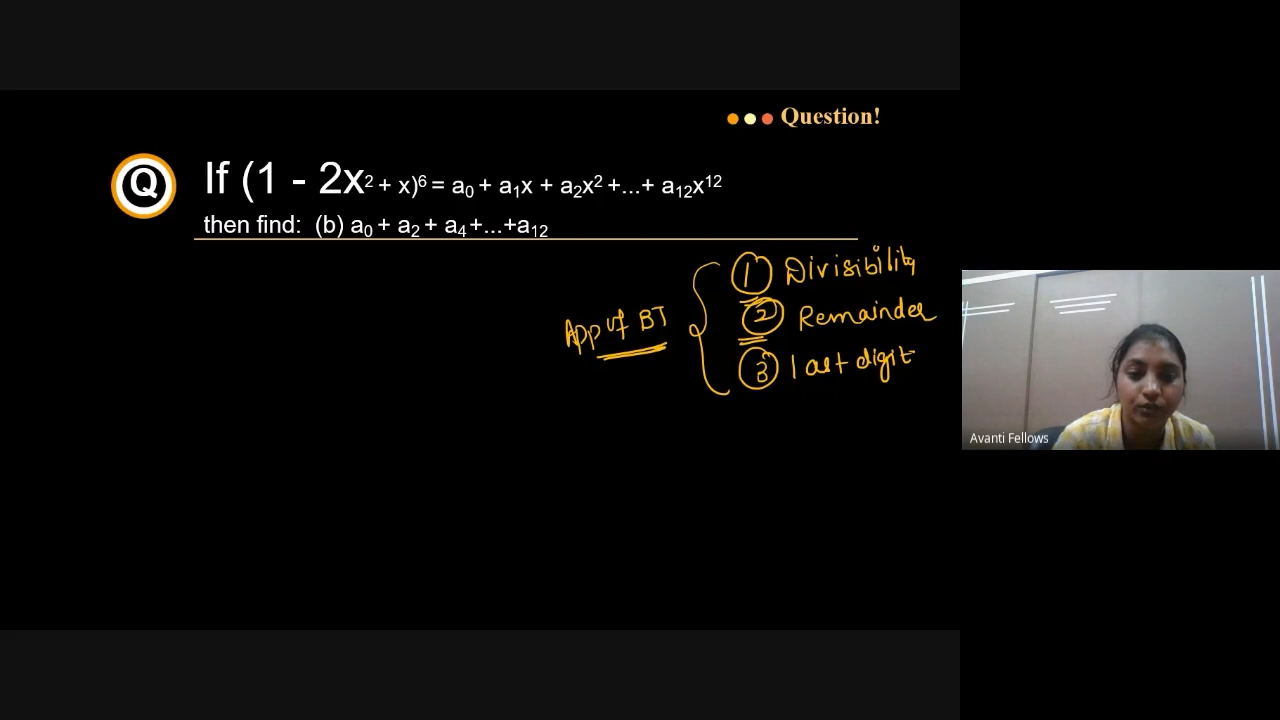 Question!
Q
If (1 - 2x² + x)⁶ = a₀ + a₁x + a₂x² +...+ a₁₂x¹²
then find: (b) a₀ + a₂ + a₄ +...+a₁₂
App of BT
1 Divisibility
2 Remainder
3 last digit
Avanti Fellows